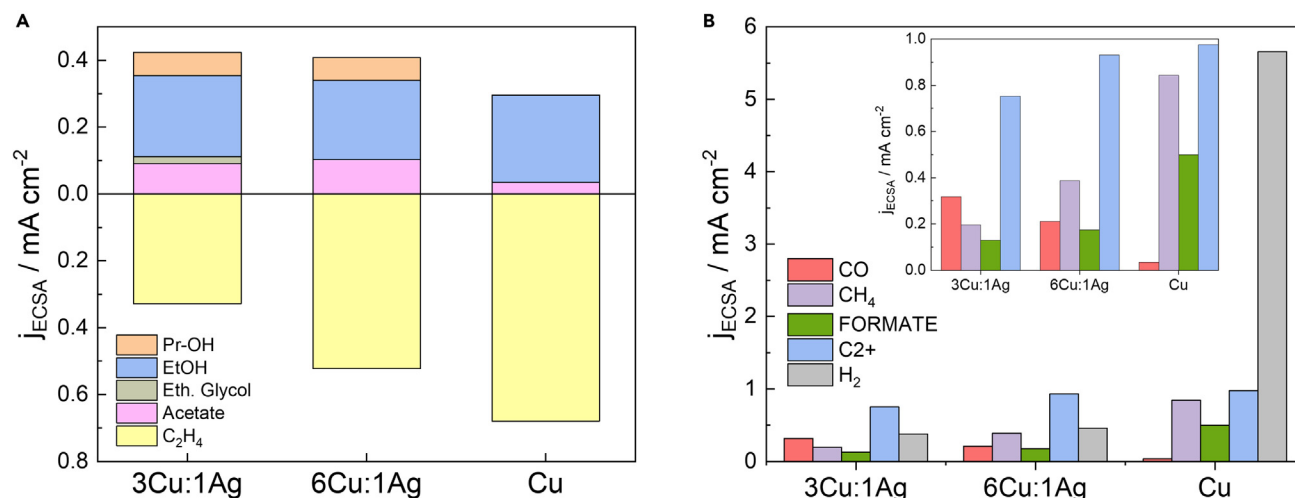 A
0.4
0.2
0.0
0.2
0.4
0.6
0.8
jECSA / mA cm-2
Pr-OH
EtOH
Eth. Glycol
Acetate
C2H4
3Cu:1Ag 6Cu:1Ag Cu
B
6
5
4
3
2
1
0
jECSA / mA cm-2
1.0
0.8
0.6
0.4
0.2
0.0
jECSA / mA cm-2
3Cu:1Ag 6Cu:1Ag Cu
CO
CH4
FORMATE
C2+
H2
3Cu:1Ag 6Cu:1Ag Cu